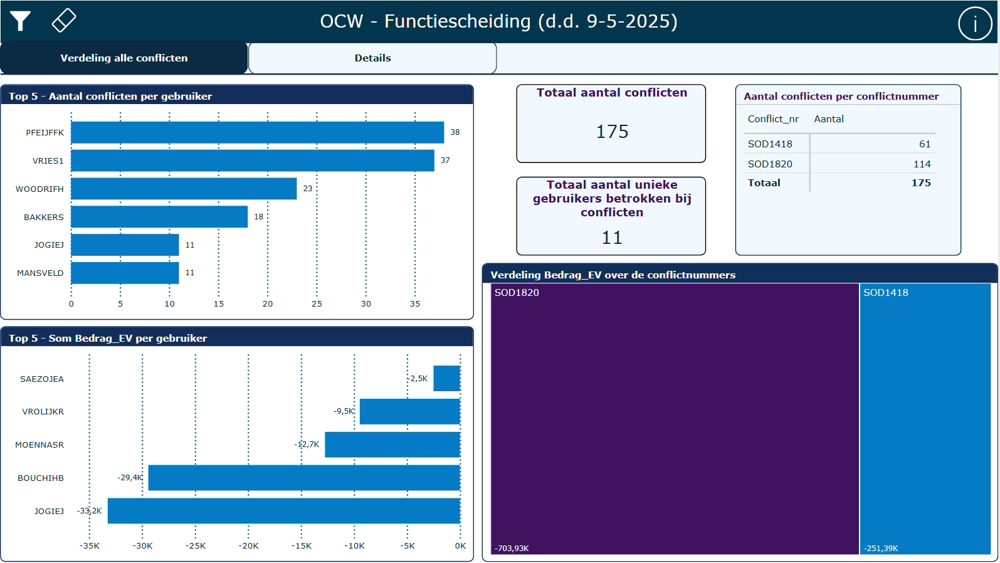 OCW - Functiescheiding (d.d. 9-5-2025)
i
Verdeling alle conflicten
Details
Top 5 - Aantal conflicten per gebruiker
PFEIJFFK
38
VRIES1
37
WOODRIFH
23
BAKKERS
18
JOGIEJ
11
MANSVELD
11
0 5 10 15 20 25 30 35
Totaal aantal conflicten
175
Totaal aantal unieke
gebruikers betrokken bij
conflicten
11
Aantal conflicten per conflictnummer
Conflict_nr Aantal
SOD1418 61
SOD1820 114
Totaal 175
Top 5 - Som Bedrag_EV per gebruiker
SAEZOJEA
-2,5K
VROLIJKR
-9,5K
MOENNASR
-12,7K
BOUCHIHB
-29,4K
JOGIEJ
-33,2K
-35K -30K -25K -20K -15K -10K -5K 0K
Verdeling Bedrag_EV over de conflictnummers
SOD1820
-703,93K
SOD1418
-251,39K